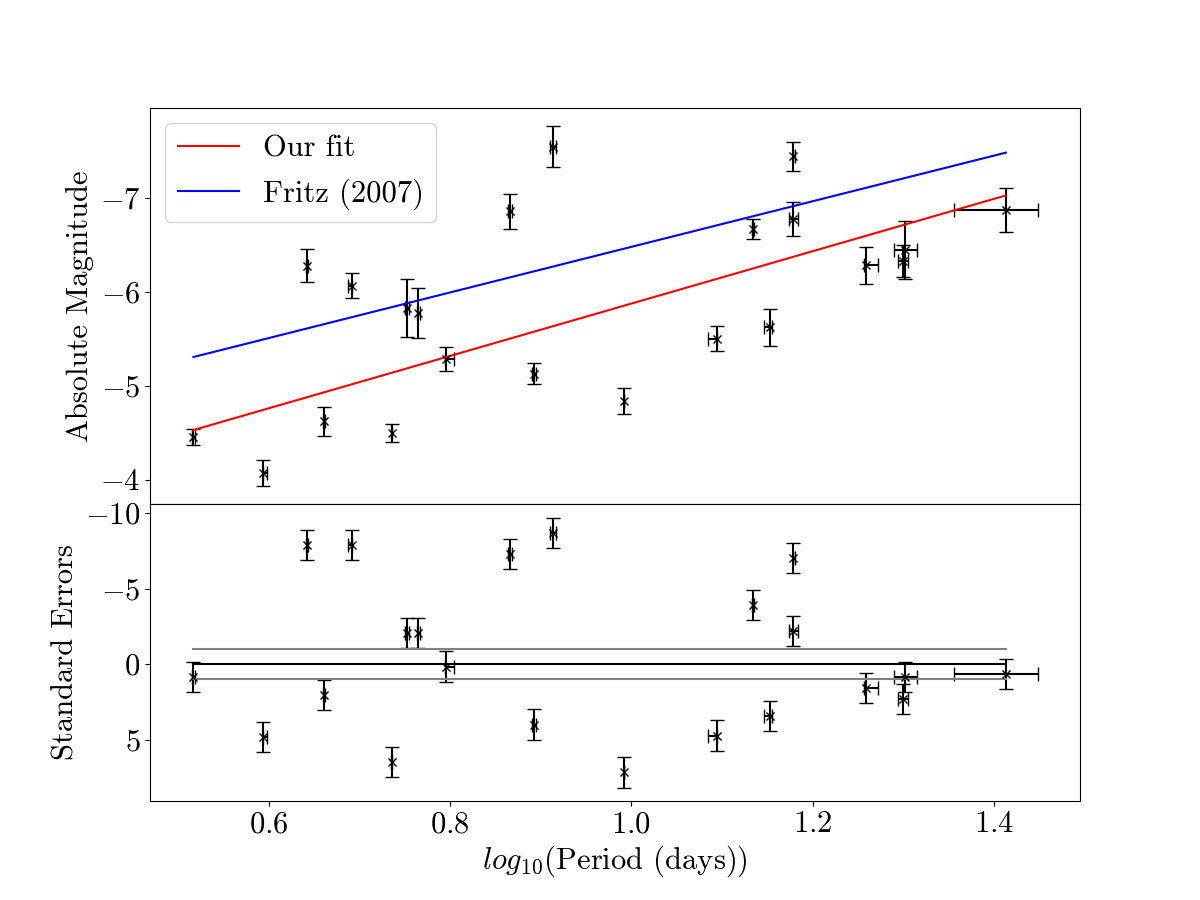 Our fit
Fritz (2007)
Absolute Magnitude
−7
−6
−5
−4
Standard Errors
−10
−5
0
5
0.6 0.8 1.0 1.2 1.4
log10(Period (days))